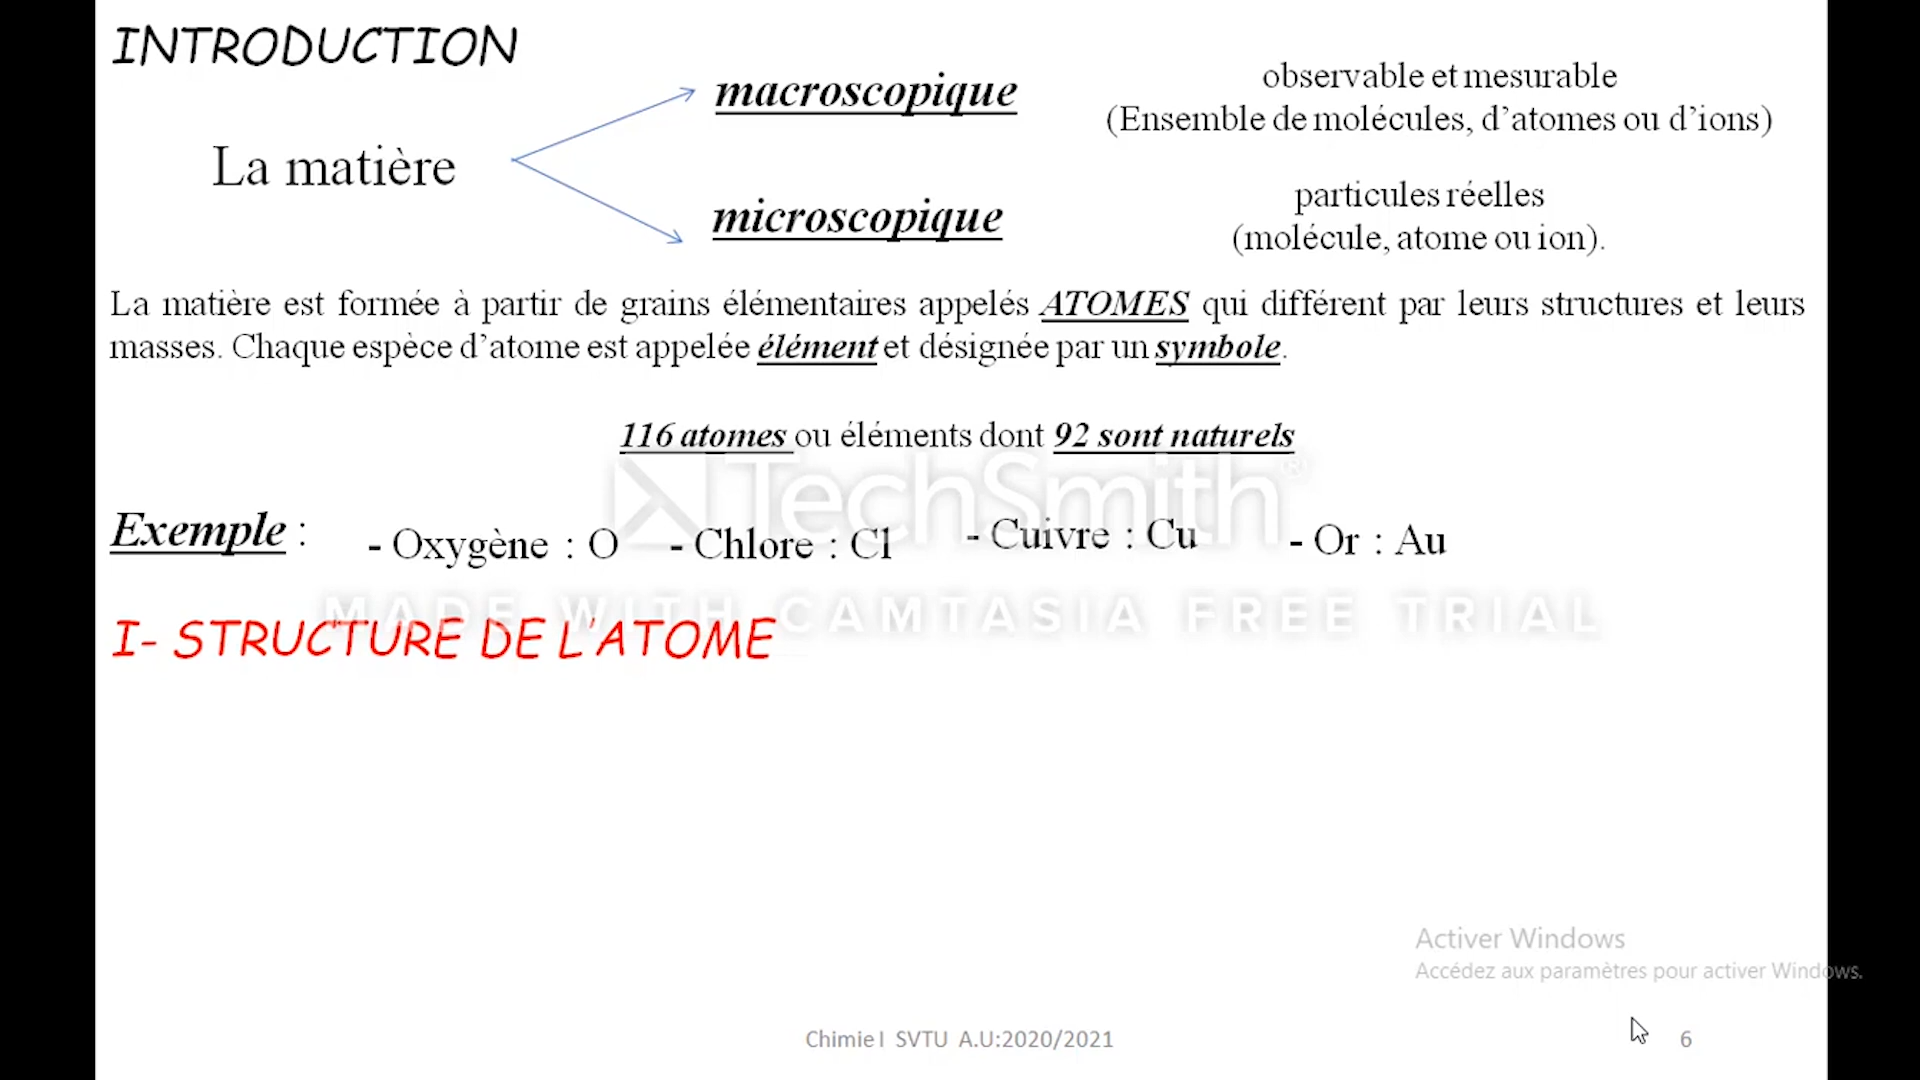 INTRODUCTION
La matière
macroscopique
observable et mesurable
(Ensemble de molécules, d’atomes ou d’ions)
microscopique
particules réelles
(molécule, atome ou ion).
La matière est formée à partir de grains élémentaires appelés ATOMES qui différent par leurs structures et leurs
masses. Chaque espèce d’atome est appelée élément et désignée par un symbole.
116 atomes ou éléments dont 92 sont naturels
TechSmith®
Exemple : - Oxygène : O - Chlore : Cl - Cuivre : Cu - Or : Au
MADE WITH CAMTASIA FREE TRIAL
I- STRUCTURE DE L’ATOME
Activer Windows
Accédez aux paramètres pour activer Windows.
Chimie I SVTU A.U:2020/2021
6